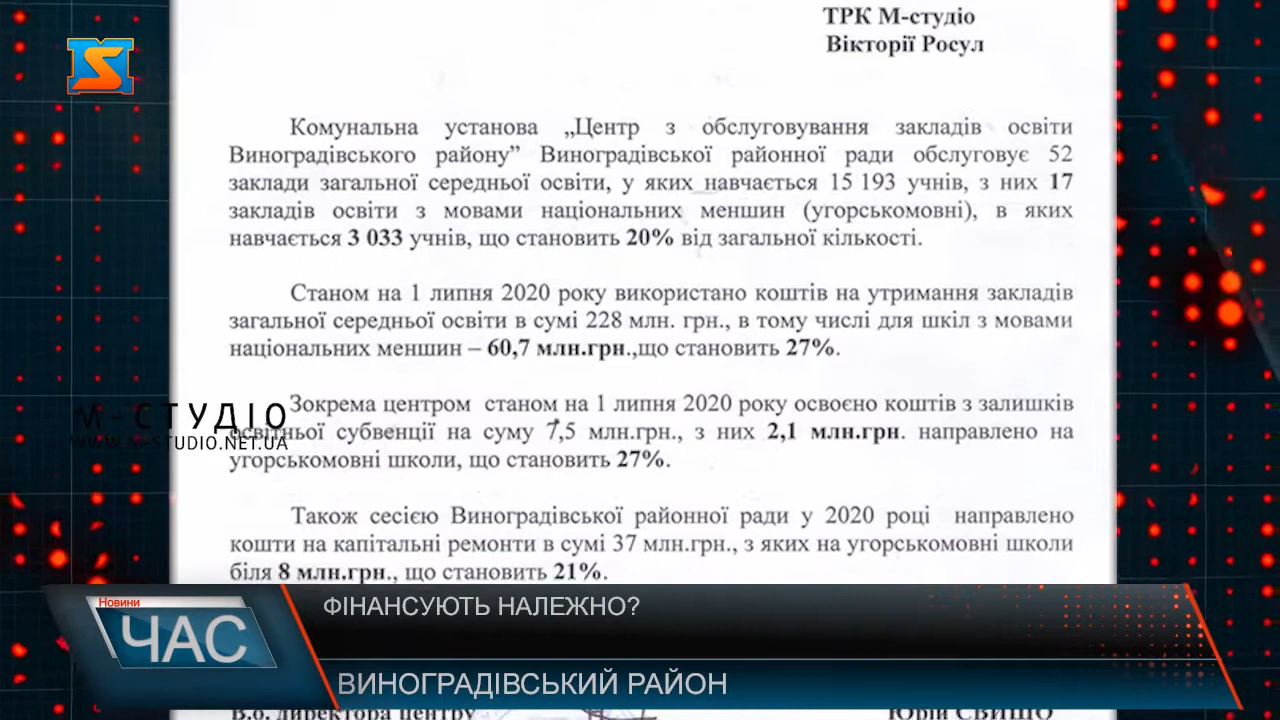 ТРК М-студіо
Вікторії Росул
Комунальна установа „Центр з обслуговування закладів освіти
Виноградівського району” Виноградівської районної ради обслуговує 52
заклади загальної середньої освіти, у яких навчається 15 193 учнів, з них 17
закладів освіти з мовами національних меншин (угорськомовні), в яких
навчається 3 033 учнів, що становить 20% від загальної кількості.
Станом на 1 липня 2020 року використано коштів на утримання закладів
загальної середньої освіти в сумі 228 млн. грн., в тому числі для шкіл з мовами
національних меншин – 60,7 млн.грн.,що становить 27%.
Зокрема центром станом на 1 липня 2020 року освоєно коштів з залишків
освітньої субвенції на суму 7,5 млн.грн., з них 2,1 млн.грн. направлено на
угорськомовні школи, що становить 27%.
Також сесією Виноградівської районної ради у 2020 році направлено
кошти на капітальні ремонти в сумі 37 млн.грн., з яких на угорськомовні школи
біля 8 млн.грн., що становить 21%.
М-СТУДІО
WWW.M-STUDIO.NET.UA
Новини
ЧАС
ФІНАНСУЮТЬ НАЛЕЖНО?
ВИНОГРАДІВСЬКИЙ РАЙОН
В.о. директора центру Юрій СВИЩО